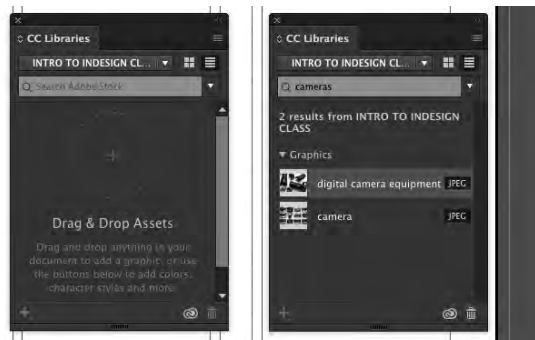 CC Libraries
INTRO TO INDESIGN CL...
Search Adobe Stock
Drag & Drop Assets
Drag and drop anything in your
document to add a graphic, or use
the buttons below to add colors,
character styles and more.
CC Libraries
INTRO TO INDESIGN CL...
cameras
2 results from INTRO TO INDESIGN
CLASS
Graphics
digital camera equipment JPEG
camera JPEG